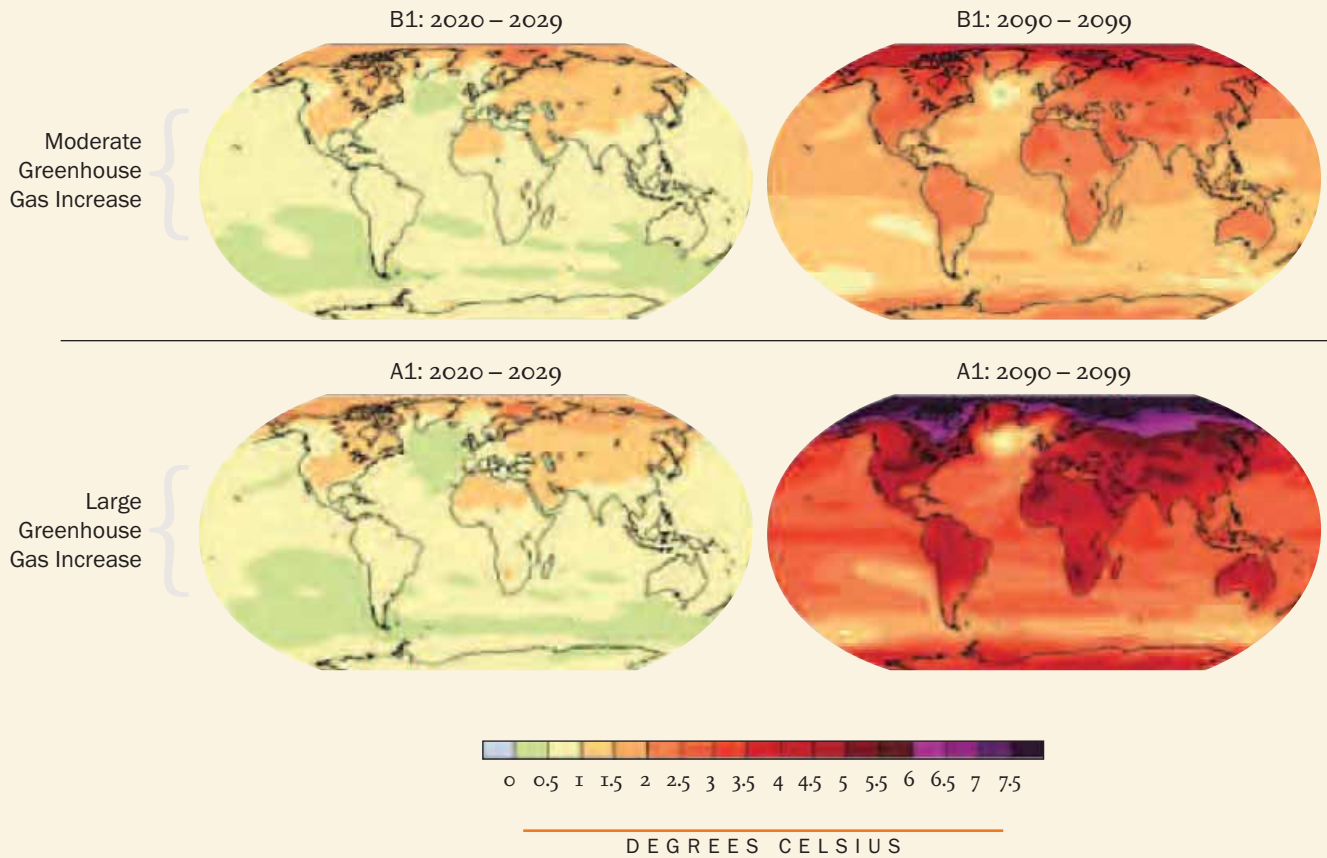 B1: 2020 – 2029
B1: 2090 – 2099
Moderate
Greenhouse
Gas Increase
A1: 2020 – 2029
A1: 2090 – 2099
Large
Greenhouse
Gas Increase
0 0.5 1 1.5 2 2.5 3 3.5 4 4.5 5 5.5 6 6.5 7 7.5
DEGREES CELSIUS